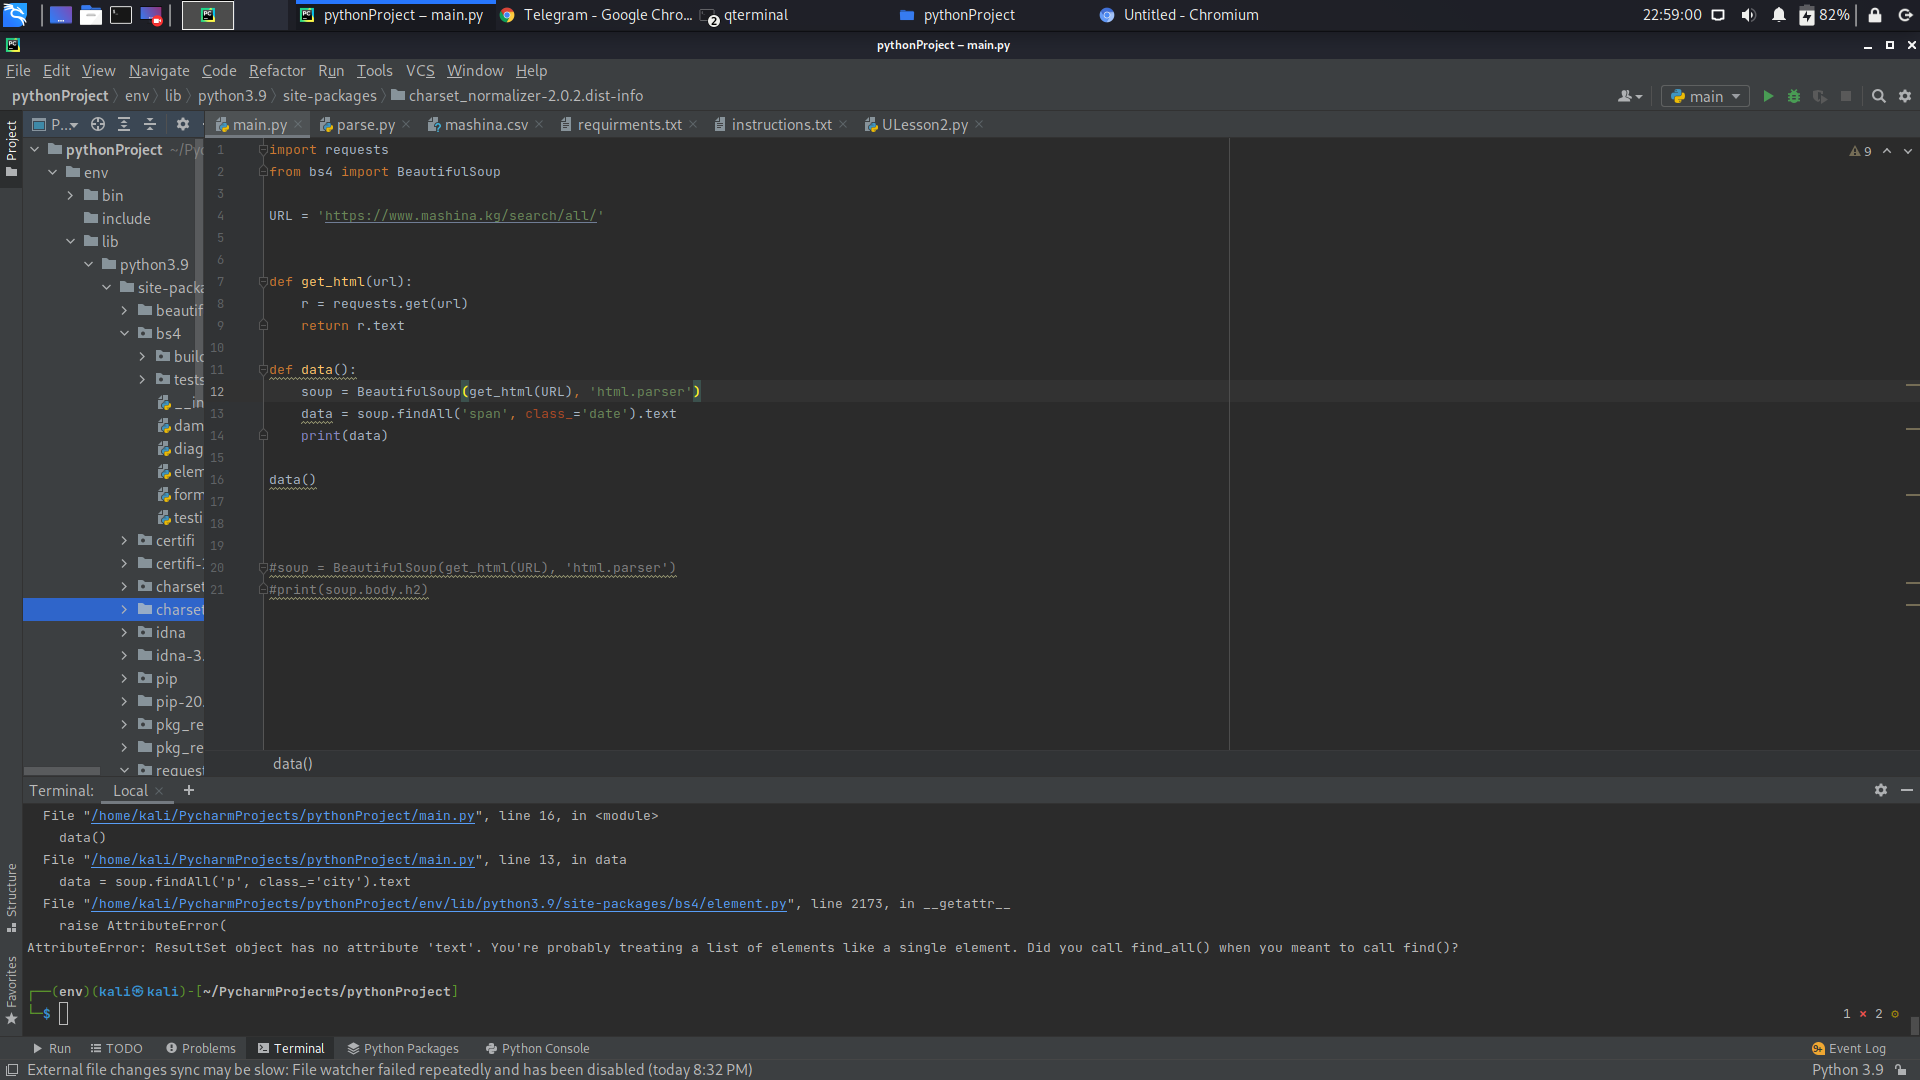 pythonProject – main.py
Telegram - Google Chro...
2
qterminal
pythonProject
Untitled - Chromium
22:59:00
82%
pythonProject – main.py
File Edit View Navigate Code Refactor Run Tools VCS Window Help
pythonProject env lib python3.9 site-packages charset_normalizer-2.0.2.dist-info
main
Project
P...
main.py parse.py mashina.csv requirments.txt instructions.txt ULesson2.py
pythonProject ~/Pyc
env
bin
include
lib
python3.9
site-packa
beautif
bs4
build
tests
__in
dam
diag
elem
form
testi
certifi
certifi-
charset
charset
idna
idna-3.
pip
pip-20.
pkg_re
pkg_re
request
9
1 import requests
2 from bs4 import BeautifulSoup
3
4 URL = 'https://www.mashina.kg/search/all/'
5
6
7 def get_html(url):
8 r = requests.get(url)
9 return r.text
10
11 def data():
12 soup = BeautifulSoup(get_html(URL), 'html.parser')
13 data = soup.findAll('span', class_='date').text
14 print(data)
15
16 data()
17
18
19
20 #soup = BeautifulSoup(get_html(URL), 'html.parser')
21 #print(soup.body.h2)
data()
Terminal: Local +
File "/home/kali/PycharmProjects/pythonProject/main.py", line 16, in <module>
data()
File "/home/kali/PycharmProjects/pythonProject/main.py", line 13, in data
data = soup.findAll('p', class_='city').text
File "/home/kali/PycharmProjects/pythonProject/env/lib/python3.9/site-packages/bs4/element.py", line 2173, in __getattr__
raise AttributeError(
AttributeError: ResultSet object has no attribute 'text'. You're probably treating a list of elements like a single element. Did you call find_all() when you meant to call find()?
(env)(kali㉿kali)-[~/PycharmProjects/pythonProject]
$
1 × 2 ⚙
Structure
Favorites
Run TODO Problems Terminal Python Packages Python Console
9+ Event Log
External file changes sync may be slow: File watcher failed repeatedly and has been disabled (today 8:32 PM)
Python 3.9